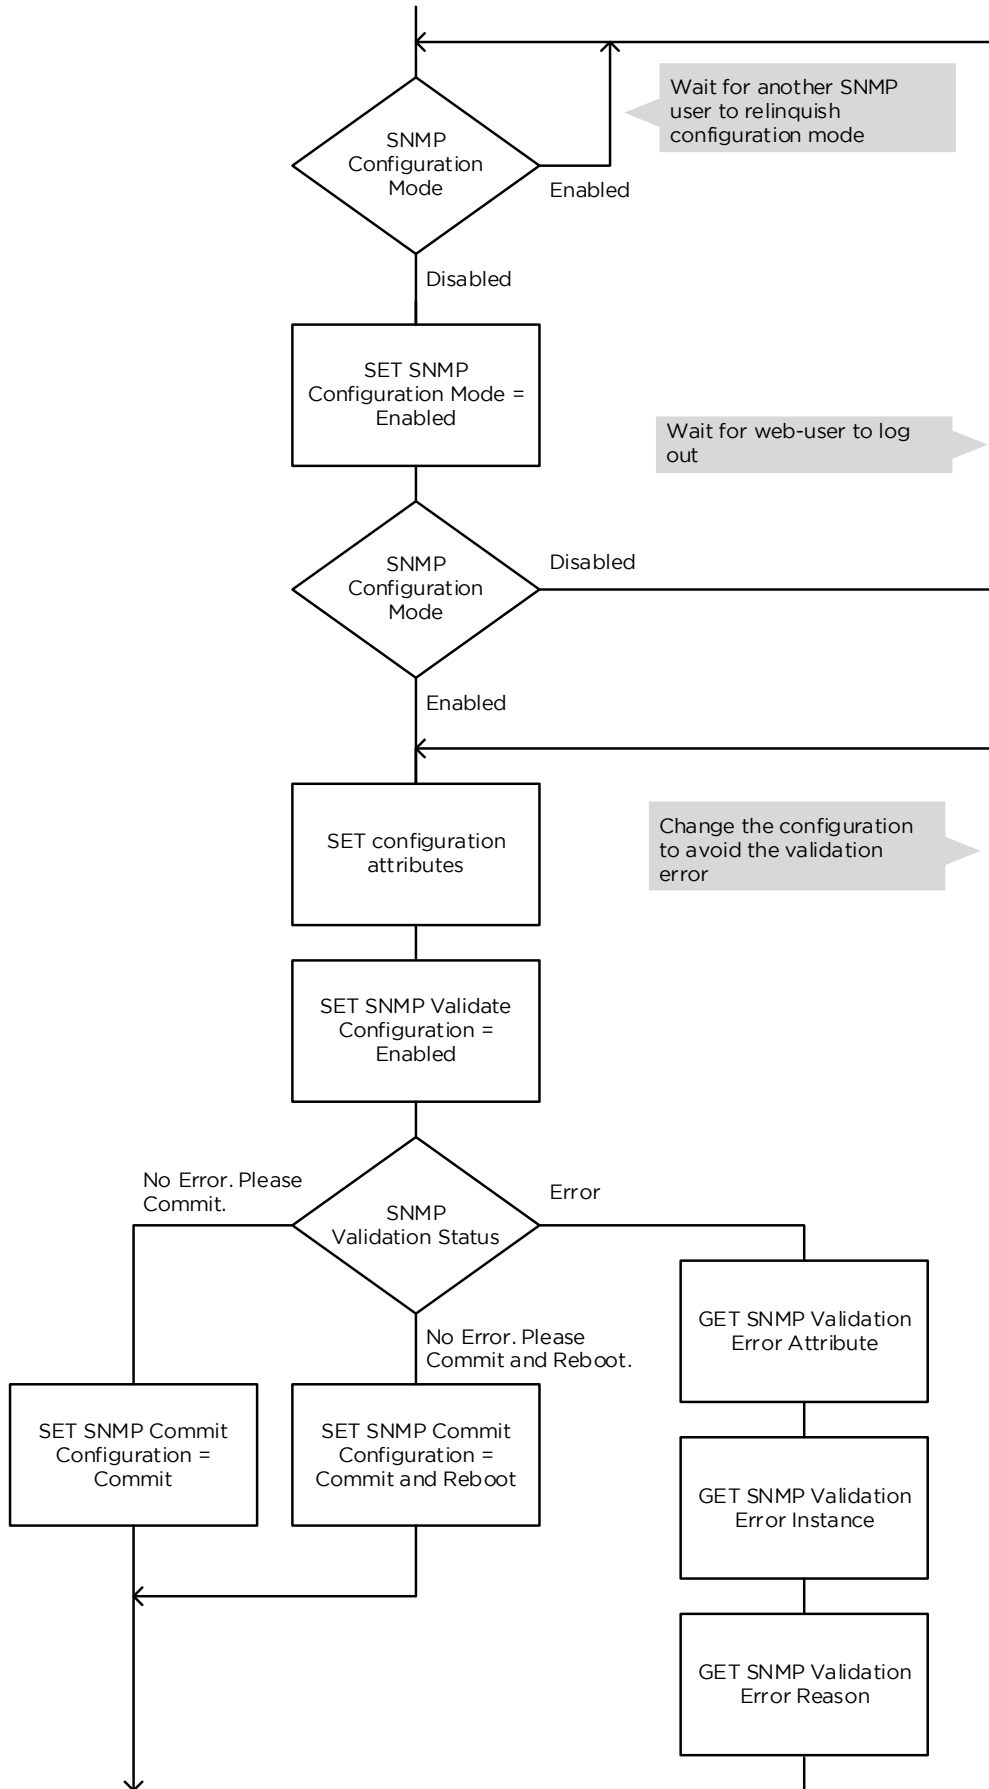 Wait for another SNMP
user to relinquish
configuration mode
SNMP
Configuration
Mode
Enabled
Disabled
SET SNMP
Configuration Mode =
Enabled
Wait for web-user to log
out
SNMP
Configuration
Mode
Disabled
Enabled
SET configuration
attributes
Change the configuration
to avoid the validation
error
SET SNMP Validate
Configuration =
Enabled
No Error. Please
Commit.
SNMP
Validation Status
Error
No Error. Please
Commit and Reboot.
GET SNMP Validation
Error Attribute
SET SNMP Commit
Configuration =
Commit
SET SNMP Commit
Configuration =
Commit and Reboot
GET SNMP Validation
Error Instance
GET SNMP Validation
Error Reason